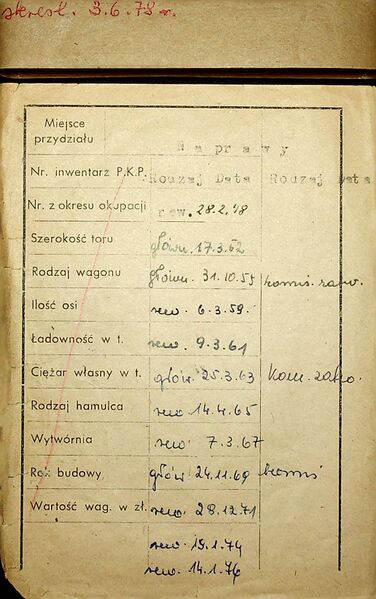 skreśl. 3.6.78 r.
Miejsce
przydziału
Naprawy
Nr. inwentarz P.K.P.
Rodzaj Data Rodzaj Data
Nr. z okresu okupacji rew. 28.2.48
Szerokość toru główn. 17.3.52
Rodzaj wagonu główn. 31.10.55
Ilość osi rew. 6.3.59.
Ładowność w t. rew. 9.3.61
Ciężar własny w t. główn. 25.3.63
Rodzaj hamulca rew. 14.4.65
Wytwórnia rew. 7.3.67
Rok budowy główn. 24.11.69
Wartość wag. w zł. rew. 28.12.71
rew. 19.1.74
rew. 14.1.76